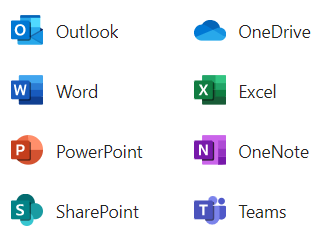 Outlook
OneDrive
Word
Excel
PowerPoint
OneNote
SharePoint
Teams